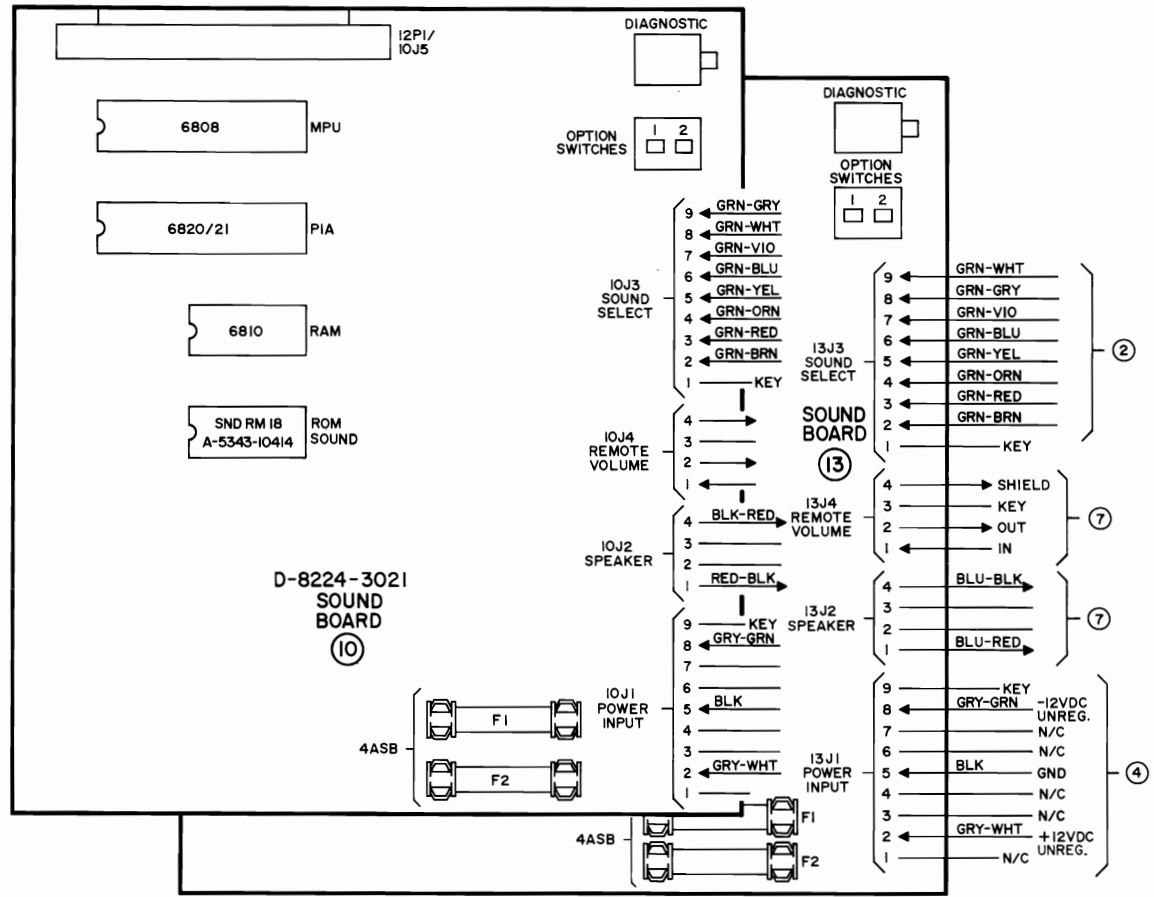 12P1/
10J5
DIAGNOSTIC
6808
MPU
OPTION
SWITCHES
1 2
6820/21
PIA
6810
RAM
SND RM 18
A-5343-10414
ROM
SOUND
D-8224-3021
SOUND
BOARD
10
4ASB
F1
F2
10J3
SOUND
SELECT
9 GRN-GRY
8 GRN-WHT
7 GRN-VIO
6 GRN-BLU
5 GRN-YEL
4 GRN-ORN
3 GRN-RED
2 GRN-BRN
1 KEY
10J4
REMOTE
VOLUME
4
3
2
1
10J2
SPEAKER
4 BLK-RED
3
2
1 RED-BLK
10J1
POWER
INPUT
9 KEY
8 GRY-GRN
7
6
5 BLK
4
3
2 GRY-WHT
1
DIAGNOSTIC
OPTION
SWITCHES
1 2
13J3
SOUND
SELECT
9 GRN-WHT
8 GRN-GRY
7 GRN-VIO
6 GRN-BLU
5 GRN-YEL
4 GRN-ORN
3 GRN-RED
2 GRN-BRN
1 KEY
2
SOUND
BOARD
13
13J4
REMOTE
VOLUME
4 SHIELD
3 KEY
2 OUT
1 IN
7
13J2
SPEAKER
4 BLU-BLK
3
2
1 BLU-RED
7
13J1
POWER
INPUT
9 KEY
8 GRY-GRN -12VDC
UNREG.
7 N/C
6 N/C
5 BLK GND
4 N/C
3 N/C
2 GRY-WHT +12VDC
UNREG.
1 N/C
4
4ASB
F1
F2